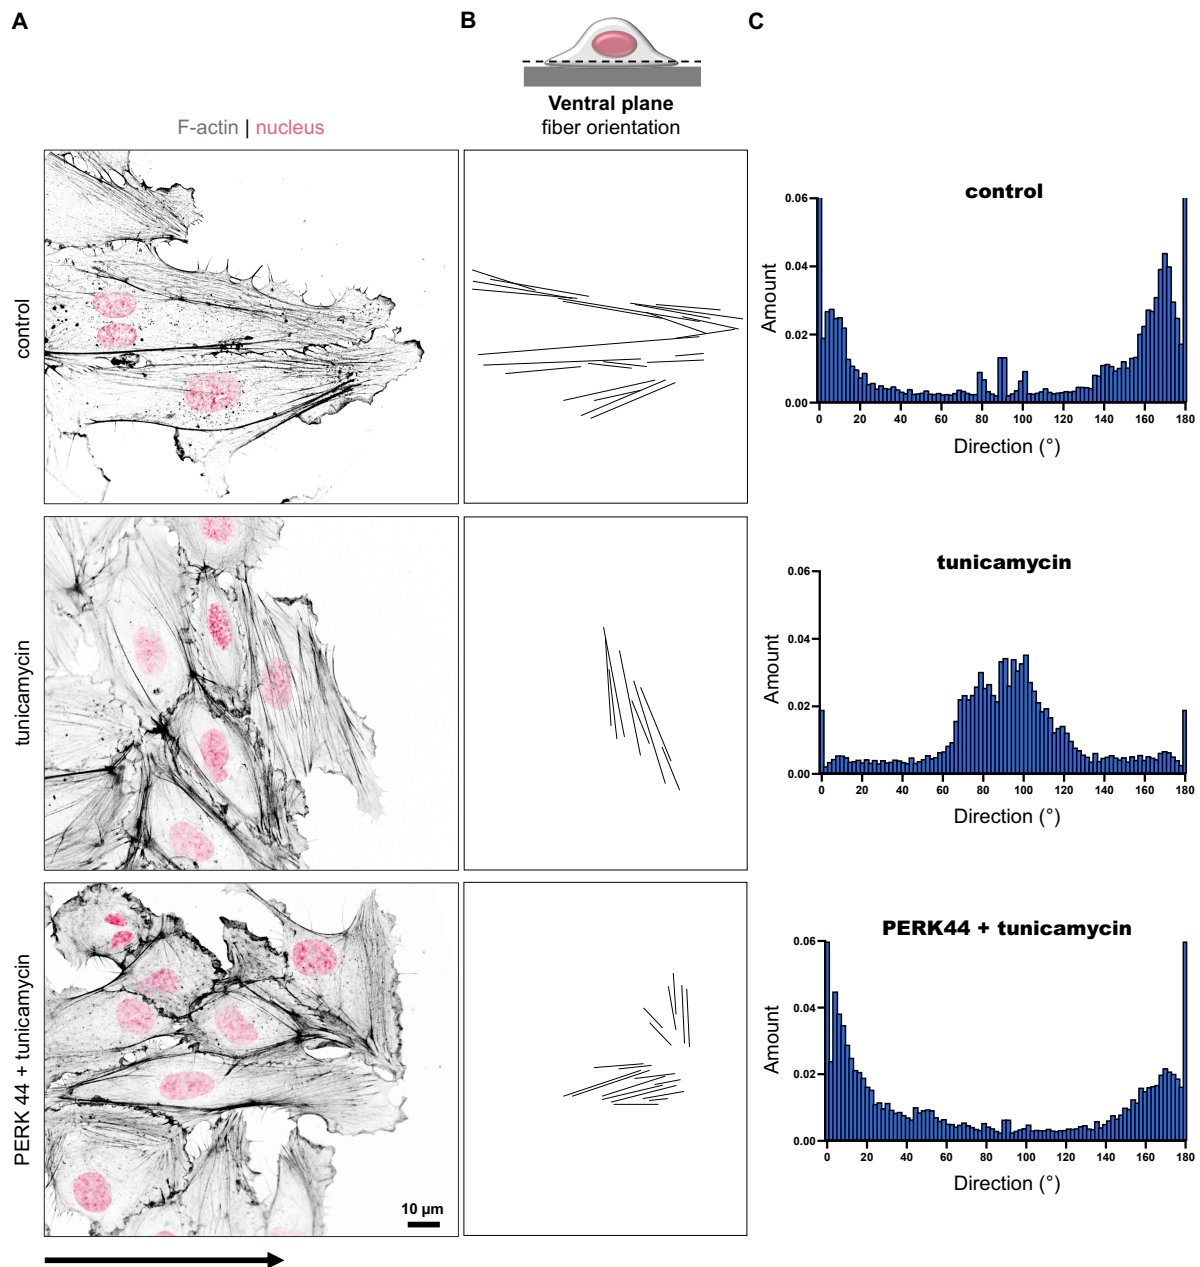 A
B
C
Ventral plane
fiber orientation
F-actin | nucleus
control
control
0.06
0.04
0.02
0.00
Amount
0 20 40 60 80 100 120 140 160 180
Direction (°)
tunicamycin
tunicamycin
0.06
0.04
0.02
0.00
Amount
0 20 40 60 80 100 120 140 160 180
Direction (°)
PERK 44 + tunicamycin
10 µm
PERK44 + tunicamycin
0.06
0.04
0.02
0.00
Amount
0 20 40 60 80 100 120 140 160 180
Direction (°)